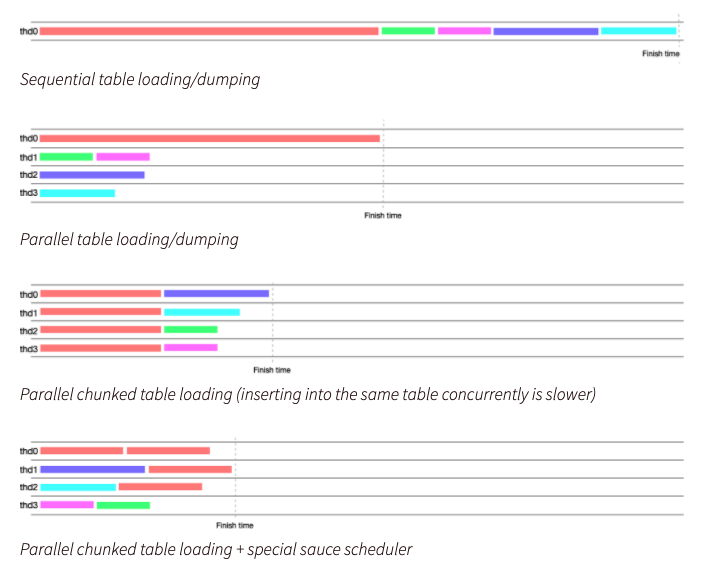 thd0
Finish time
Sequential table loading/dumping
thd0
thd1
thd2
thd3
Finish time
Parallel table loading/dumping
thd0
thd1
thd2
thd3
Finish time
Parallel chunked table loading (inserting into the same table concurrently is slower)
thd0
thd1
thd2
thd3
Finish time
Parallel chunked table loading + special sauce scheduler